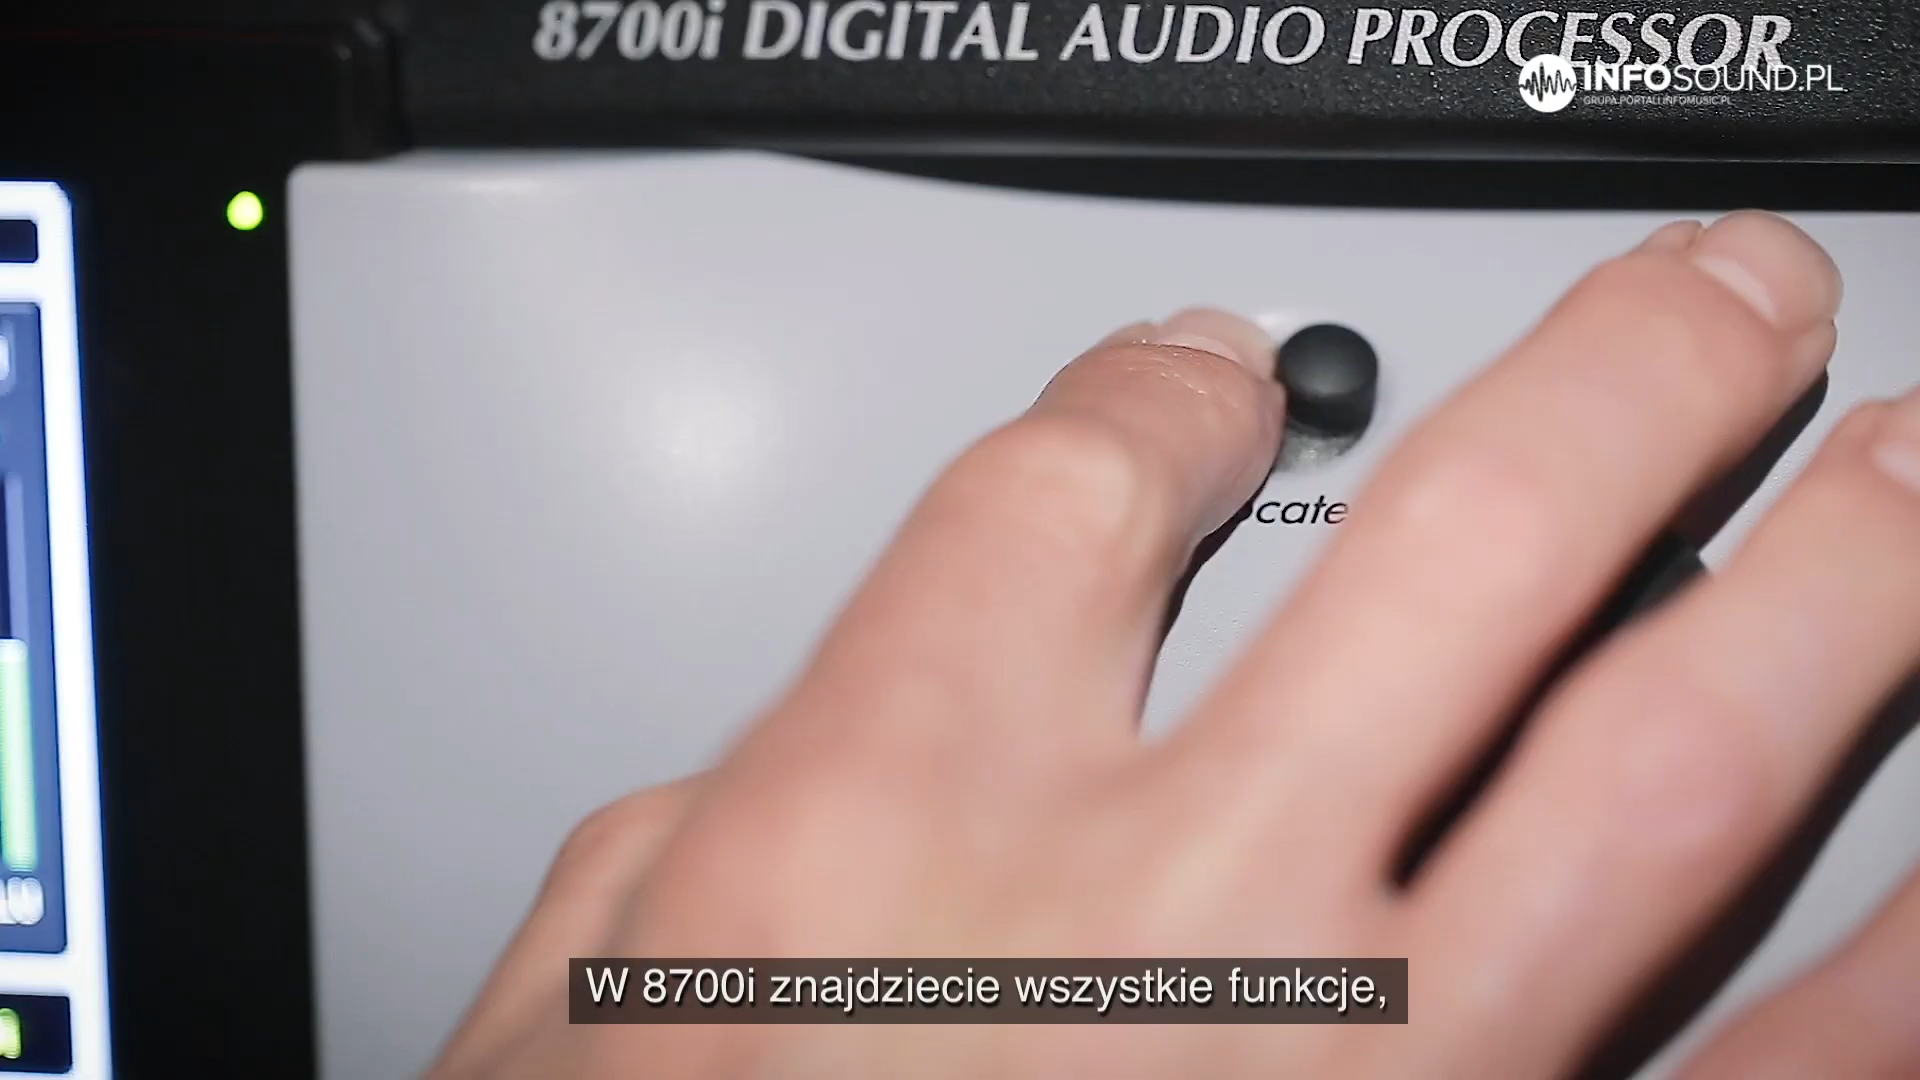 8700i DIGITAL AUDIO PROCESSOR
INFOSOUND.PL
GRUPA PORTALI INFOMUSIC.PL
cate
W 8700i znajdziecie wszystkie funkcje,